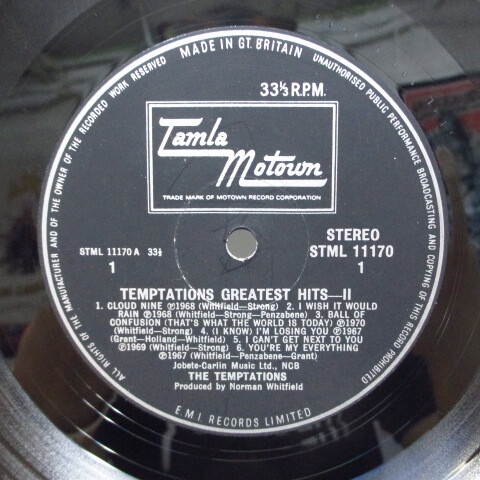 MADE IN GT. BRITAIN
UNAUTHORISED PUBLIC PERFORMANCE BROADCASTING AND COPYING OF THIS RECORD PROHIBITED
ALL RIGHTS OF THE MANUFACTURER AND OF THE OWNER OF THE RECORDED WORK RESERVED
33⅓ R.P.M.
Tamla
Motown
TRADE MARK OF MOTOWN RECORD CORPORATION
STML 11170 A 33⅓
1
STEREO
STML 11170
1
TEMPTATIONS GREATEST HITS—II
1. CLOUD NINE ℗1968 (Whitfield—Strong) 2. I WISH IT WOULD
RAIN ℗1968 (Whitfield—Strong—Penzabene) 3. BALL OF
CONFUSION (THAT'S WHAT THE WORLD IS TODAY) ℗1970
(Whitfield—Strong) 4. (I KNOW) I'M LOSING YOU ℗1967
(Grant—Holland—Whitfield) 5. I CAN'T GET NEXT TO YOU
℗1969 (Whitfield—Strong) 6. YOU'RE MY EVERYTHING
℗1967 (Whitfield—Penzabene—Grant)
Jobete-Carlin Music Ltd., NCB
THE TEMPTATIONS
Produced by Norman Whitfield
E.M.I. RECORDS LIMITED